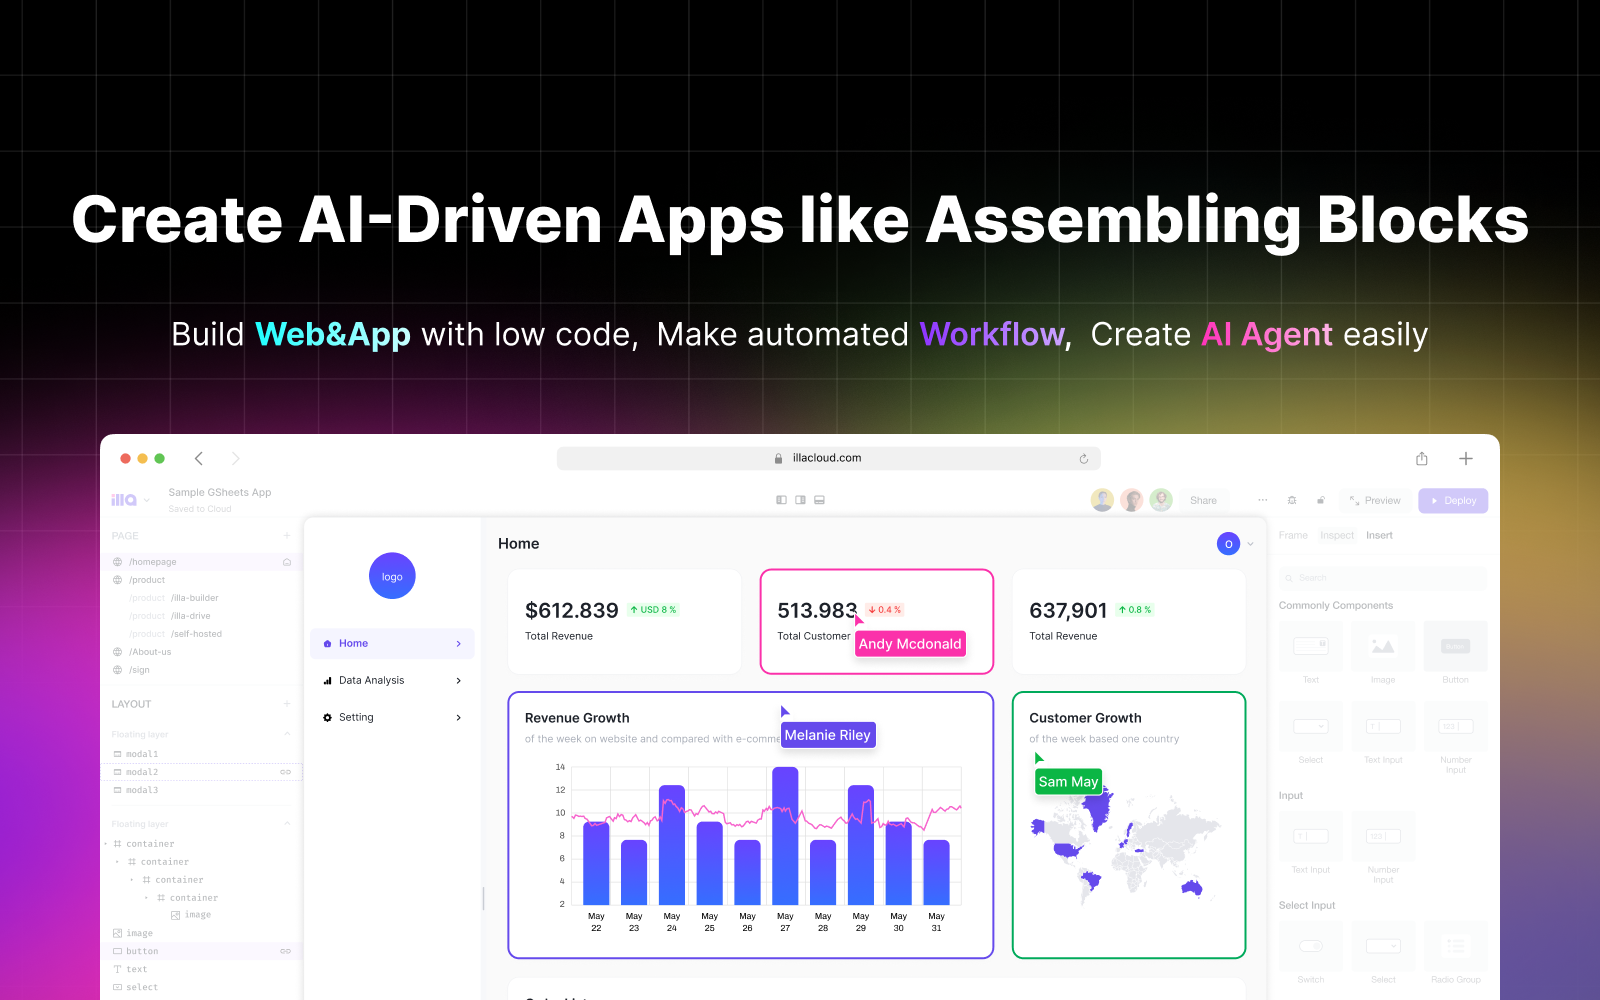 Create AI-Driven Apps like Assembling Blocks
Build Web&App with low code, Make automated Workflow, Create AI Agent easily
illacloud.com
illa
Sample GSheets App
Saved to Cloud
Share
Preview
Deploy
PAGE
/homepage
/product
/product /illa-builder
/product /illa-drive
/product /self-hosted
/About-us
/sign
LAYOUT
Floating layer
modal1
modal2
modal3
Floating layer
container
container
container
container
image
image
button
text
select
logo
Home
Data Analysis
Setting
Home
O
$612.839
USD 8 %
Total Revenue
513.983
0.4 %
Total Customer
Andy Mcdonald
637,901
0.8 %
Total Revenue
Revenue Growth
of the week on website and compared with e-comme
Melanie Riley
14
12
10
8
6
4
2
May 22
May 23
May 24
May 25
May 26
May 27
May 28
May 29
May 30
May 31
Customer Growth
of the week based one country
Sam May
Frame
Inspect
Insert
Search
Commonly Components
Text
Image
Button
Button
Select
Text Input
123
Number Input
Input
Text Input
123
Number Input
Select Input
Switch
Select
Radio Group